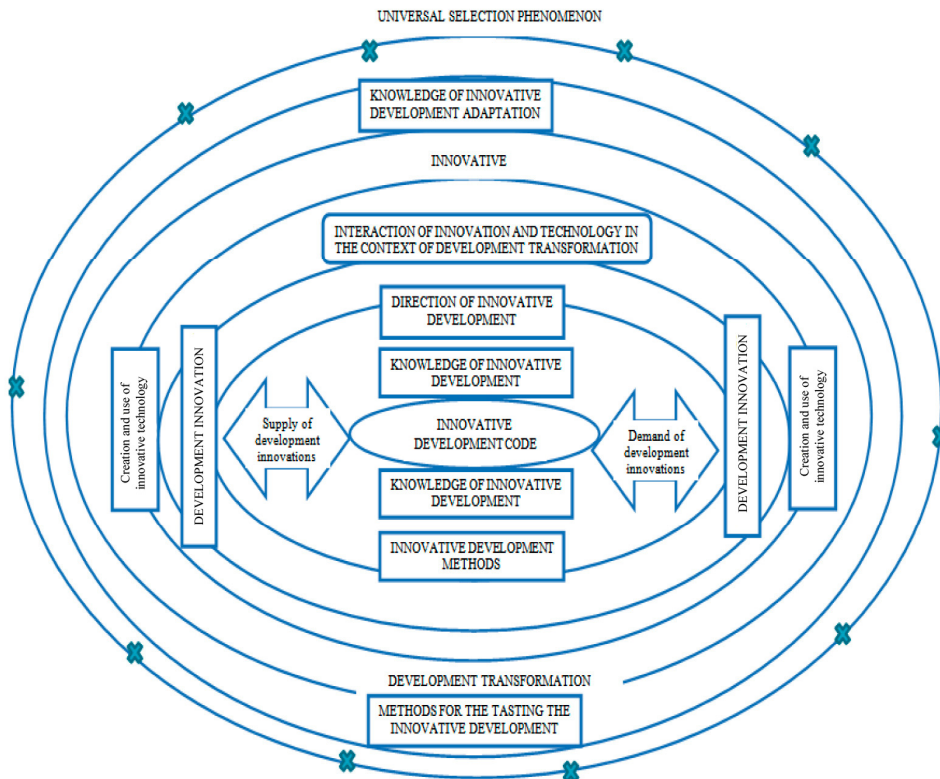 UNIVERSAL SELECTION PHENOMENON
KNOWLEDGE OF INNOVATIVE
DEVELOPMENT ADAPTATION
INNOVATIVE
INTERACTION OF INNOVATION AND TECHNOLOGY IN
THE CONTEXT OF DEVELOPMENT TRANSFORMATION
DIRECTION OF INNOVATIVE
DEVELOPMENT
KNOWLEDGE OF INNOVATIVE
DEVELOPMENT
Creation and use of
innovative technology
DEVELOPMENT INNOVATION
Supply of
development
innovations
INNOVATIVE
DEVELOPMENT CODE
Demand of
development
innovations
DEVELOPMENT INNOVATION
Creation and use of
innovative technology
KNOWLEDGE OF INNOVATIVE
DEVELOPMENT
INNOVATIVE DEVELOPMENT
METHODS
DEVELOPMENT TRANSFORMATION
METHODS FOR THE TASTING THE
INNOVATIVE DEVELOPMENT